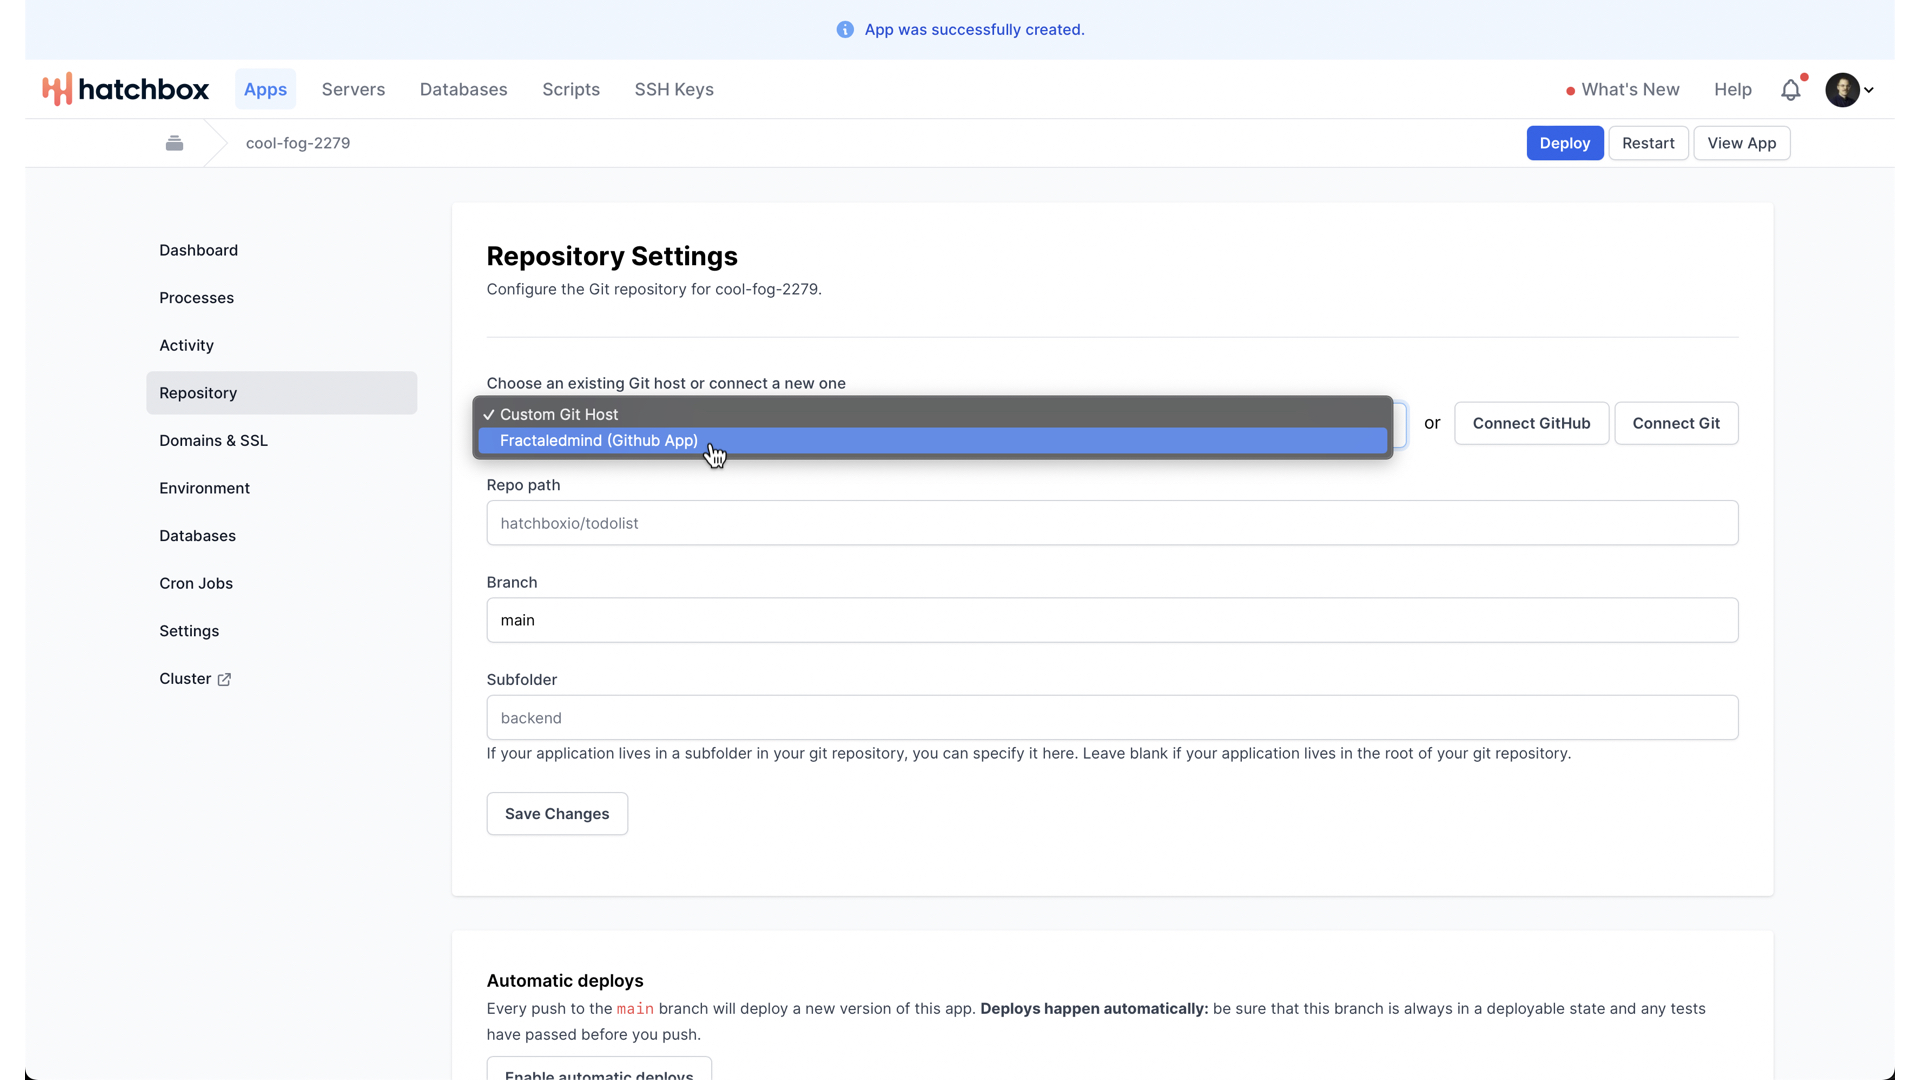 App was successfully created.
hatchbox
Apps
Servers
Databases
Scripts
SSH Keys
What's New
Help
cool-fog-2279
Deploy
Restart
View App
Dashboard
Processes
Activity
Repository
Domains & SSL
Environment
Databases
Cron Jobs
Settings
Cluster
Repository Settings
Configure the Git repository for cool-fog-2279.
Choose an existing Git host or connect a new one
✓ Custom Git Host
Fractaledmind (Github App)
or
Connect GitHub
Connect Git
Repo path
hatchboxio/todolist
Branch
main
Subfolder
backend
If your application lives in a subfolder in your git repository, you can specify it here. Leave blank if your application lives in the root of your git repository.
Save Changes
Automatic deploys
Every push to the main branch will deploy a new version of this app. Deploys happen automatically: be sure that this branch is always in a deployable state and any tests
have passed before you push.
Enable automatic deploys